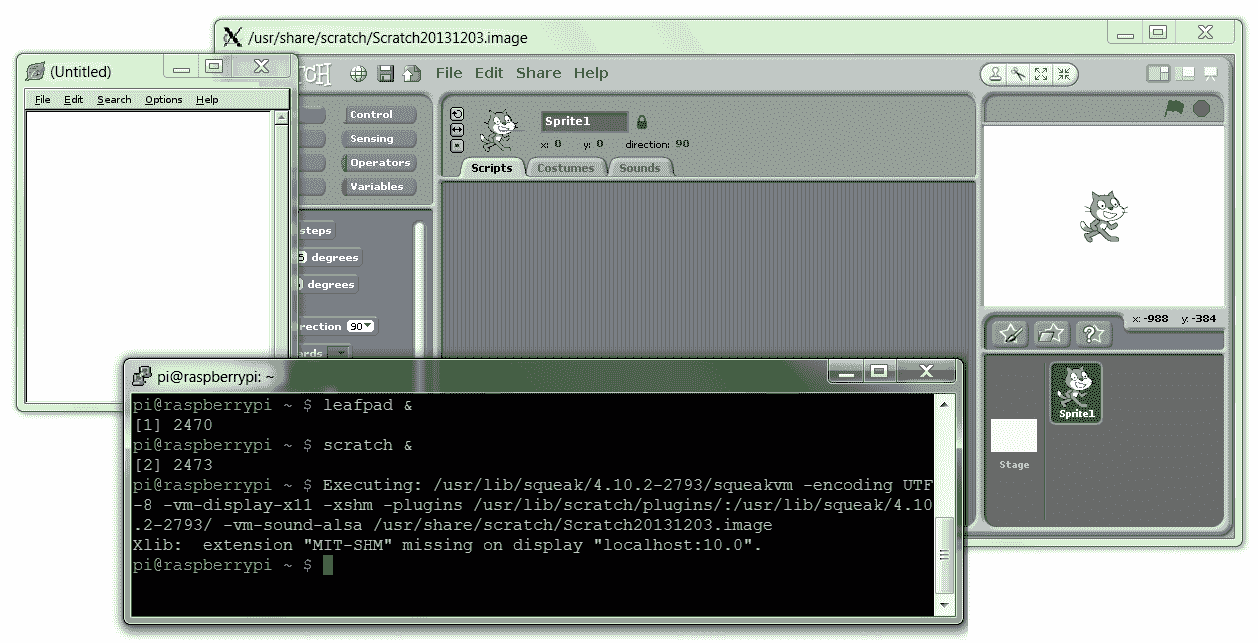 /usr/share/scratch/Scratch20131203.image
(Untitled)
File Edit Search Options Help
File Edit Share Help
Control
Sensing
Operators
Variables
Sprite1
x: 0 y: 0 direction: 90
Scripts Costumes Sounds
steps
degrees
degrees
90
x: -988 y: -384
Sprite1
Stage
pi@raspberrypi: ~
pi@raspberrypi ~ $ leafpad &
[1] 2470
pi@raspberrypi ~ $ scratch &
[2] 2473
pi@raspberrypi ~ $ Executing: /usr/lib/squeak/4.10.2-2793/squeakvm -encoding UTF
-8 -vm-display-x11 -xshm -plugins /usr/lib/scratch/plugins/:/usr/lib/squeak/4.10
.2-2793/ -vm-sound-alsa /usr/share/scratch/Scratch20131203.image
Xlib:  extension "MIT-SHM" missing on display "localhost:10.0".
pi@raspberrypi ~ $